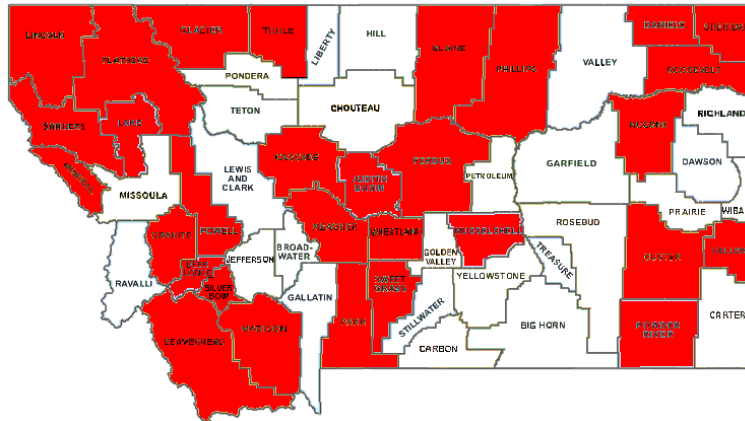 LINCOLN
FLATHEAD
GLACIER
TOOLE
LIBERTY
HILL
BLAINE
PHILLIPS
VALLEY
DANIELS
SHERIDAN
ROOSEVELT
PONDERA
TETON
CHOUTEAU
SANDERS
LAKE
MINERAL
MISSOULA
LEWIS
AND
CLARK
CASCADE
JUDITH
BASIN
FERGUS
PETROLEUM
GARFIELD
MCCONE
RICHLAND
DAWSON
PRAIRIE
WIBA
ROSEBUD
TREASURE
GRANITE
POWELL
RAVALLI
JEFFERSON
BROAD-
WATER
MEAGHER
WHEATLAND
GOLDEN
VALLEY
MUSSELSHELL
DEER
LODGE
SILVER
BOW
GALLATIN
PARK
SWEET
GRASS
STILLWATER
YELLOWSTONE
BIG HORN
CARBON
CUSTER
POWDER
RIVER
CARTER
MADISON